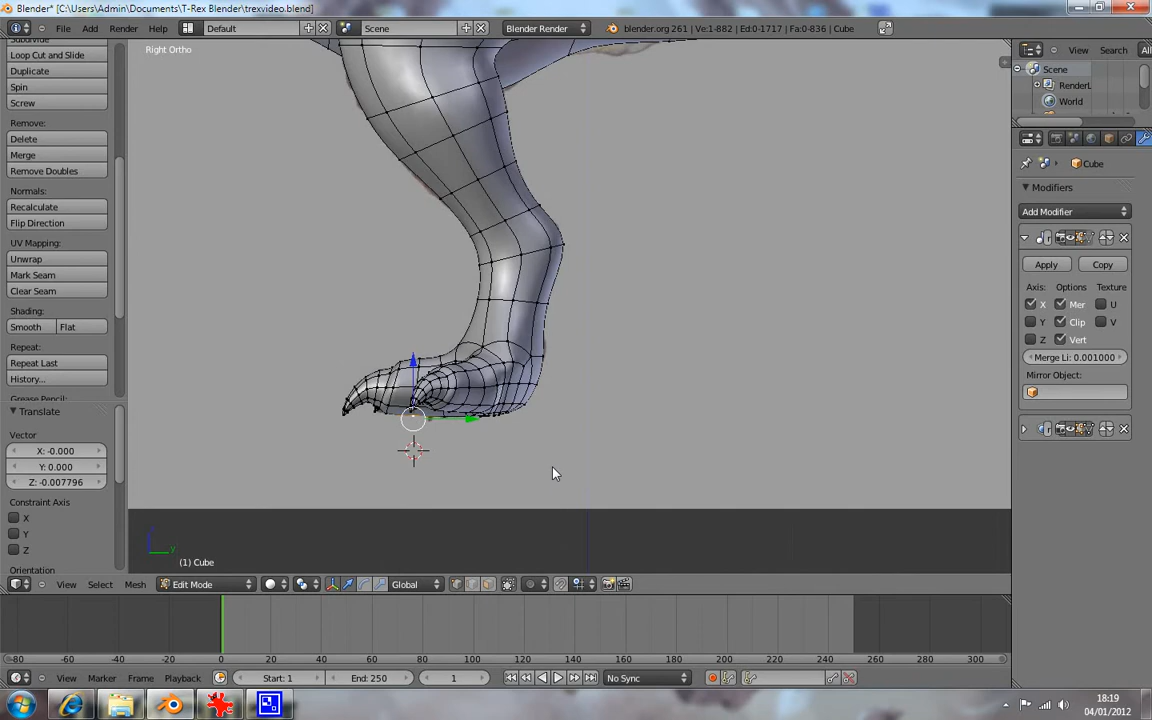 Blender* [C:\Users\Admin\Documents\T-Rex Blender\trexvideo.blend]
File Add Render Help Default Scene Blender Render blender.org 261 | Ve:1-882 | Ed:0-1717 | Fa:0-836 | Cube
Right Ortho
Loop Cut and Slide
Duplicate
Spin
Screw
Remove:
Delete
Merge
Remove Doubles
Normals:
Recalculate
Flip Direction
UV Mapping:
Unwrap
Mark Seam
Clear Seam
Shading:
Smooth Flat
Repeat:
Repeat Last
History...
Translate
Vector
X: -0.000
Y: 0.000
Z: -0.007796
Constraint Axis
X
Y
Z
Orientation
y
(1) Cube
View Search All
Scene
RenderL
World
Cube
Modifiers
Add Modifier
Apply Copy
Axis: Options Texture
X Mer U
Y Clip V
Z Vert
Merge Li: 0.001000
Mirror Object:
View Select Mesh Edit Mode Global
-80 -60 -40 -20 0 20 40 60 80 100 120 140 160 180 200 220 240 260 280 300
View Marker Frame Playback Start: 1 End: 250 1 No Sync
18:19
04/01/2012